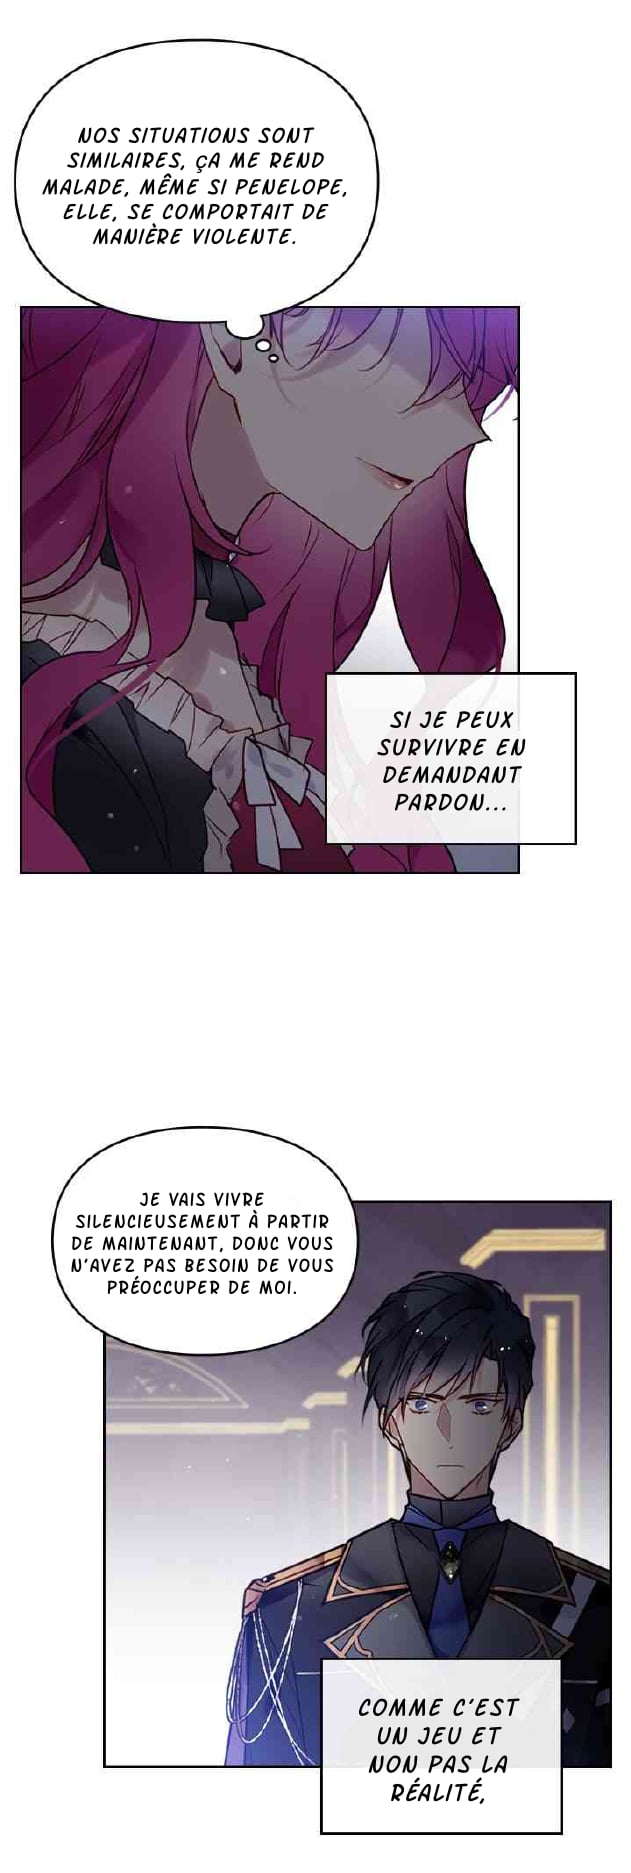 NOS SITUATIONS SONT
SIMILAIRES, ÇA ME REND
MALADE, MÊME SI PENELOPE,
ELLE, SE COMPORTAIT DE
MANIÈRE VIOLENTE.
SI JE PEUX
SURVIVRE EN
DEMANDANT
PARDON...
JE VAIS VIVRE
SILENCIEUSEMENT À PARTIR
DE MAINTENANT, DONC VOUS
N'AVEZ PAS BESOIN DE VOUS
PRÉOCCUPER DE MOI.
COMME C'EST
UN JEU ET
NON PAS LA
RÉALITÉ,